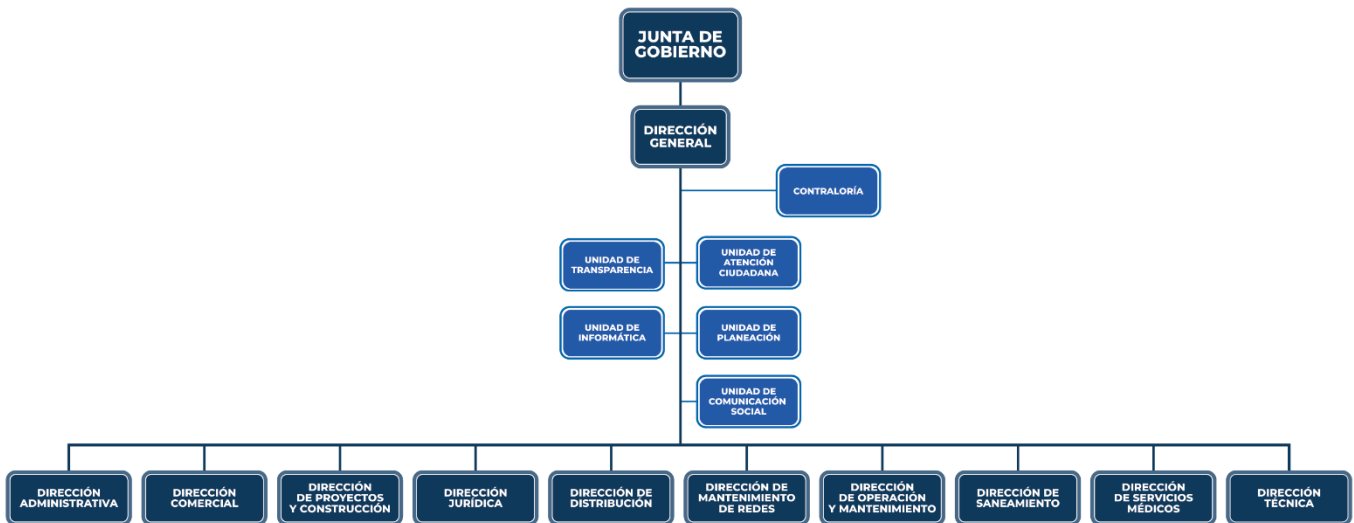 JUNTA DE
GOBIERNO
DIRECCIÓN
GENERAL
CONTRALORÍA
UNIDAD DE
TRANSPARENCIA
UNIDAD DE
ATENCIÓN
CIUDADANA
UNIDAD DE
INFORMÁTICA
UNIDAD DE
PLANEACIÓN
UNIDAD DE
COMUNICACIÓN
SOCIAL
DIRECCIÓN
ADMINISTRATIVA
DIRECCIÓN
COMERCIAL
DIRECCIÓN
DE PROYECTOS
Y CONSTRUCCIÓN
DIRECCIÓN
JURÍDICA
DIRECCIÓN DE
DISTRIBUCIÓN
DIRECCIÓN DE
MANTENIMIENTO
DE REDES
DIRECCIÓN
DE OPERACIÓN
Y MANTENIMIENTO
DIRECCIÓN DE
SANEAMIENTO
DIRECCIÓN
DE SERVICIOS
MÉDICOS
DIRECCIÓN
TÉCNICA